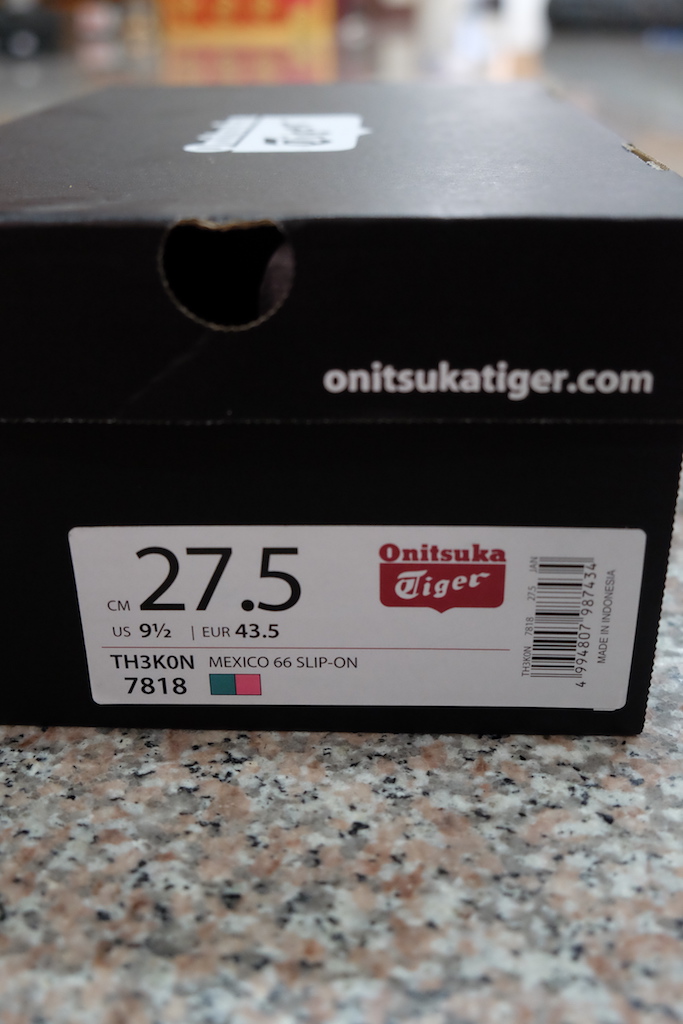 onitsukatiger.com
CM 27.5
US 9½ | EUR 43.5
Onitsuka
Tiger
TH3K0N MEXICO 66 SLIP-ON
7818
TH3K0N 7818 27.5 JAN
4 994807 987434
MADE IN INDONESIA